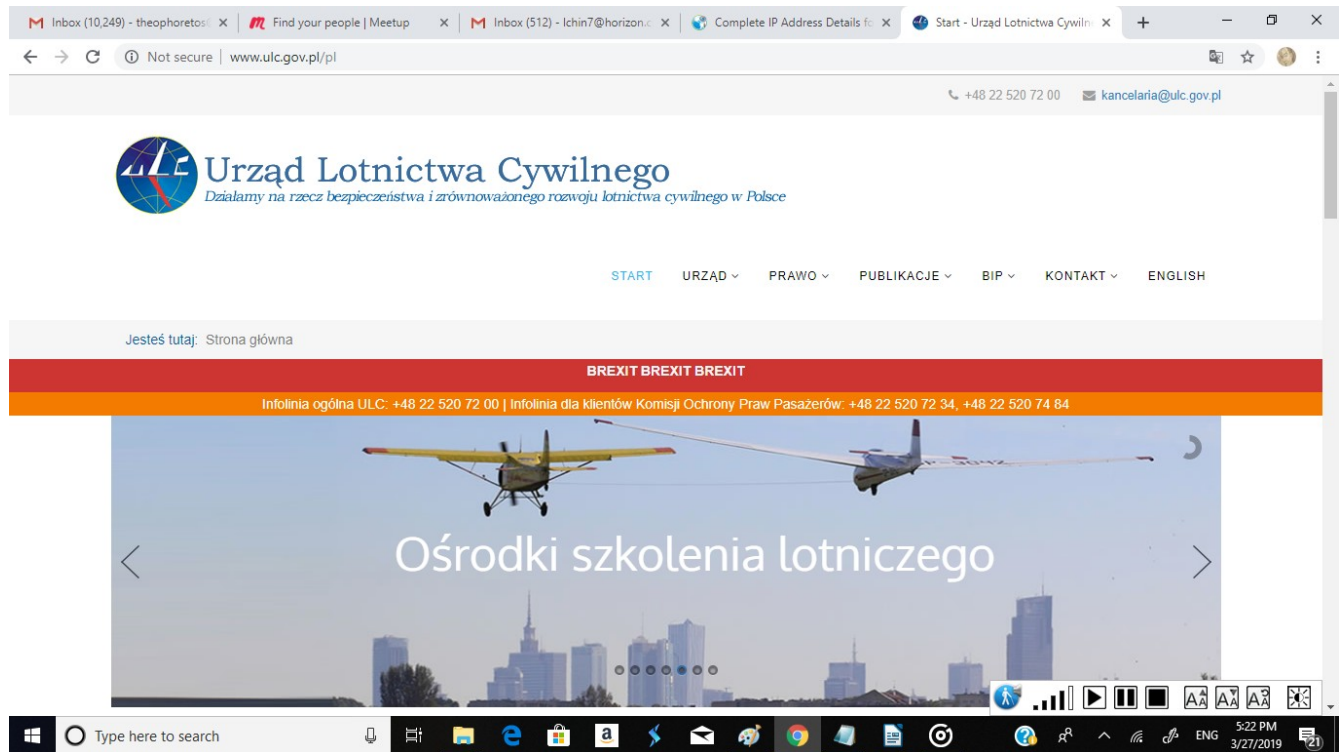 Inbox (10,249) - theophoretos
Find your people | Meetup
Inbox (512) - lchin7@horizon.c
Complete IP Address Details fo
Start - Urząd Lotnictwa Cywiln
Not secure | www.ulc.gov.pl/pl
+48 22 520 72 00 kancelaria@ulc.gov.pl
ULC
Urząd Lotnictwa Cywilnego
Działamy na rzecz bezpieczeństwa i zrównoważonego rozwoju lotnictwa cywilnego w Polsce
START URZĄD PRAWO PUBLIKACJE BIP KONTAKT ENGLISH
Jesteś tutaj: Strona główna
BREXIT BREXIT BREXIT
Infolinia ogólna ULC: +48 22 520 72 00 | Infolinia dla klientów Komisji Ochrony Praw Pasażerów: +48 22 520 72 34, +48 22 520 74 84
Ośrodki szkolenia lotniczego
Type here to search
ENG
5:22 PM
3/27/2019
21